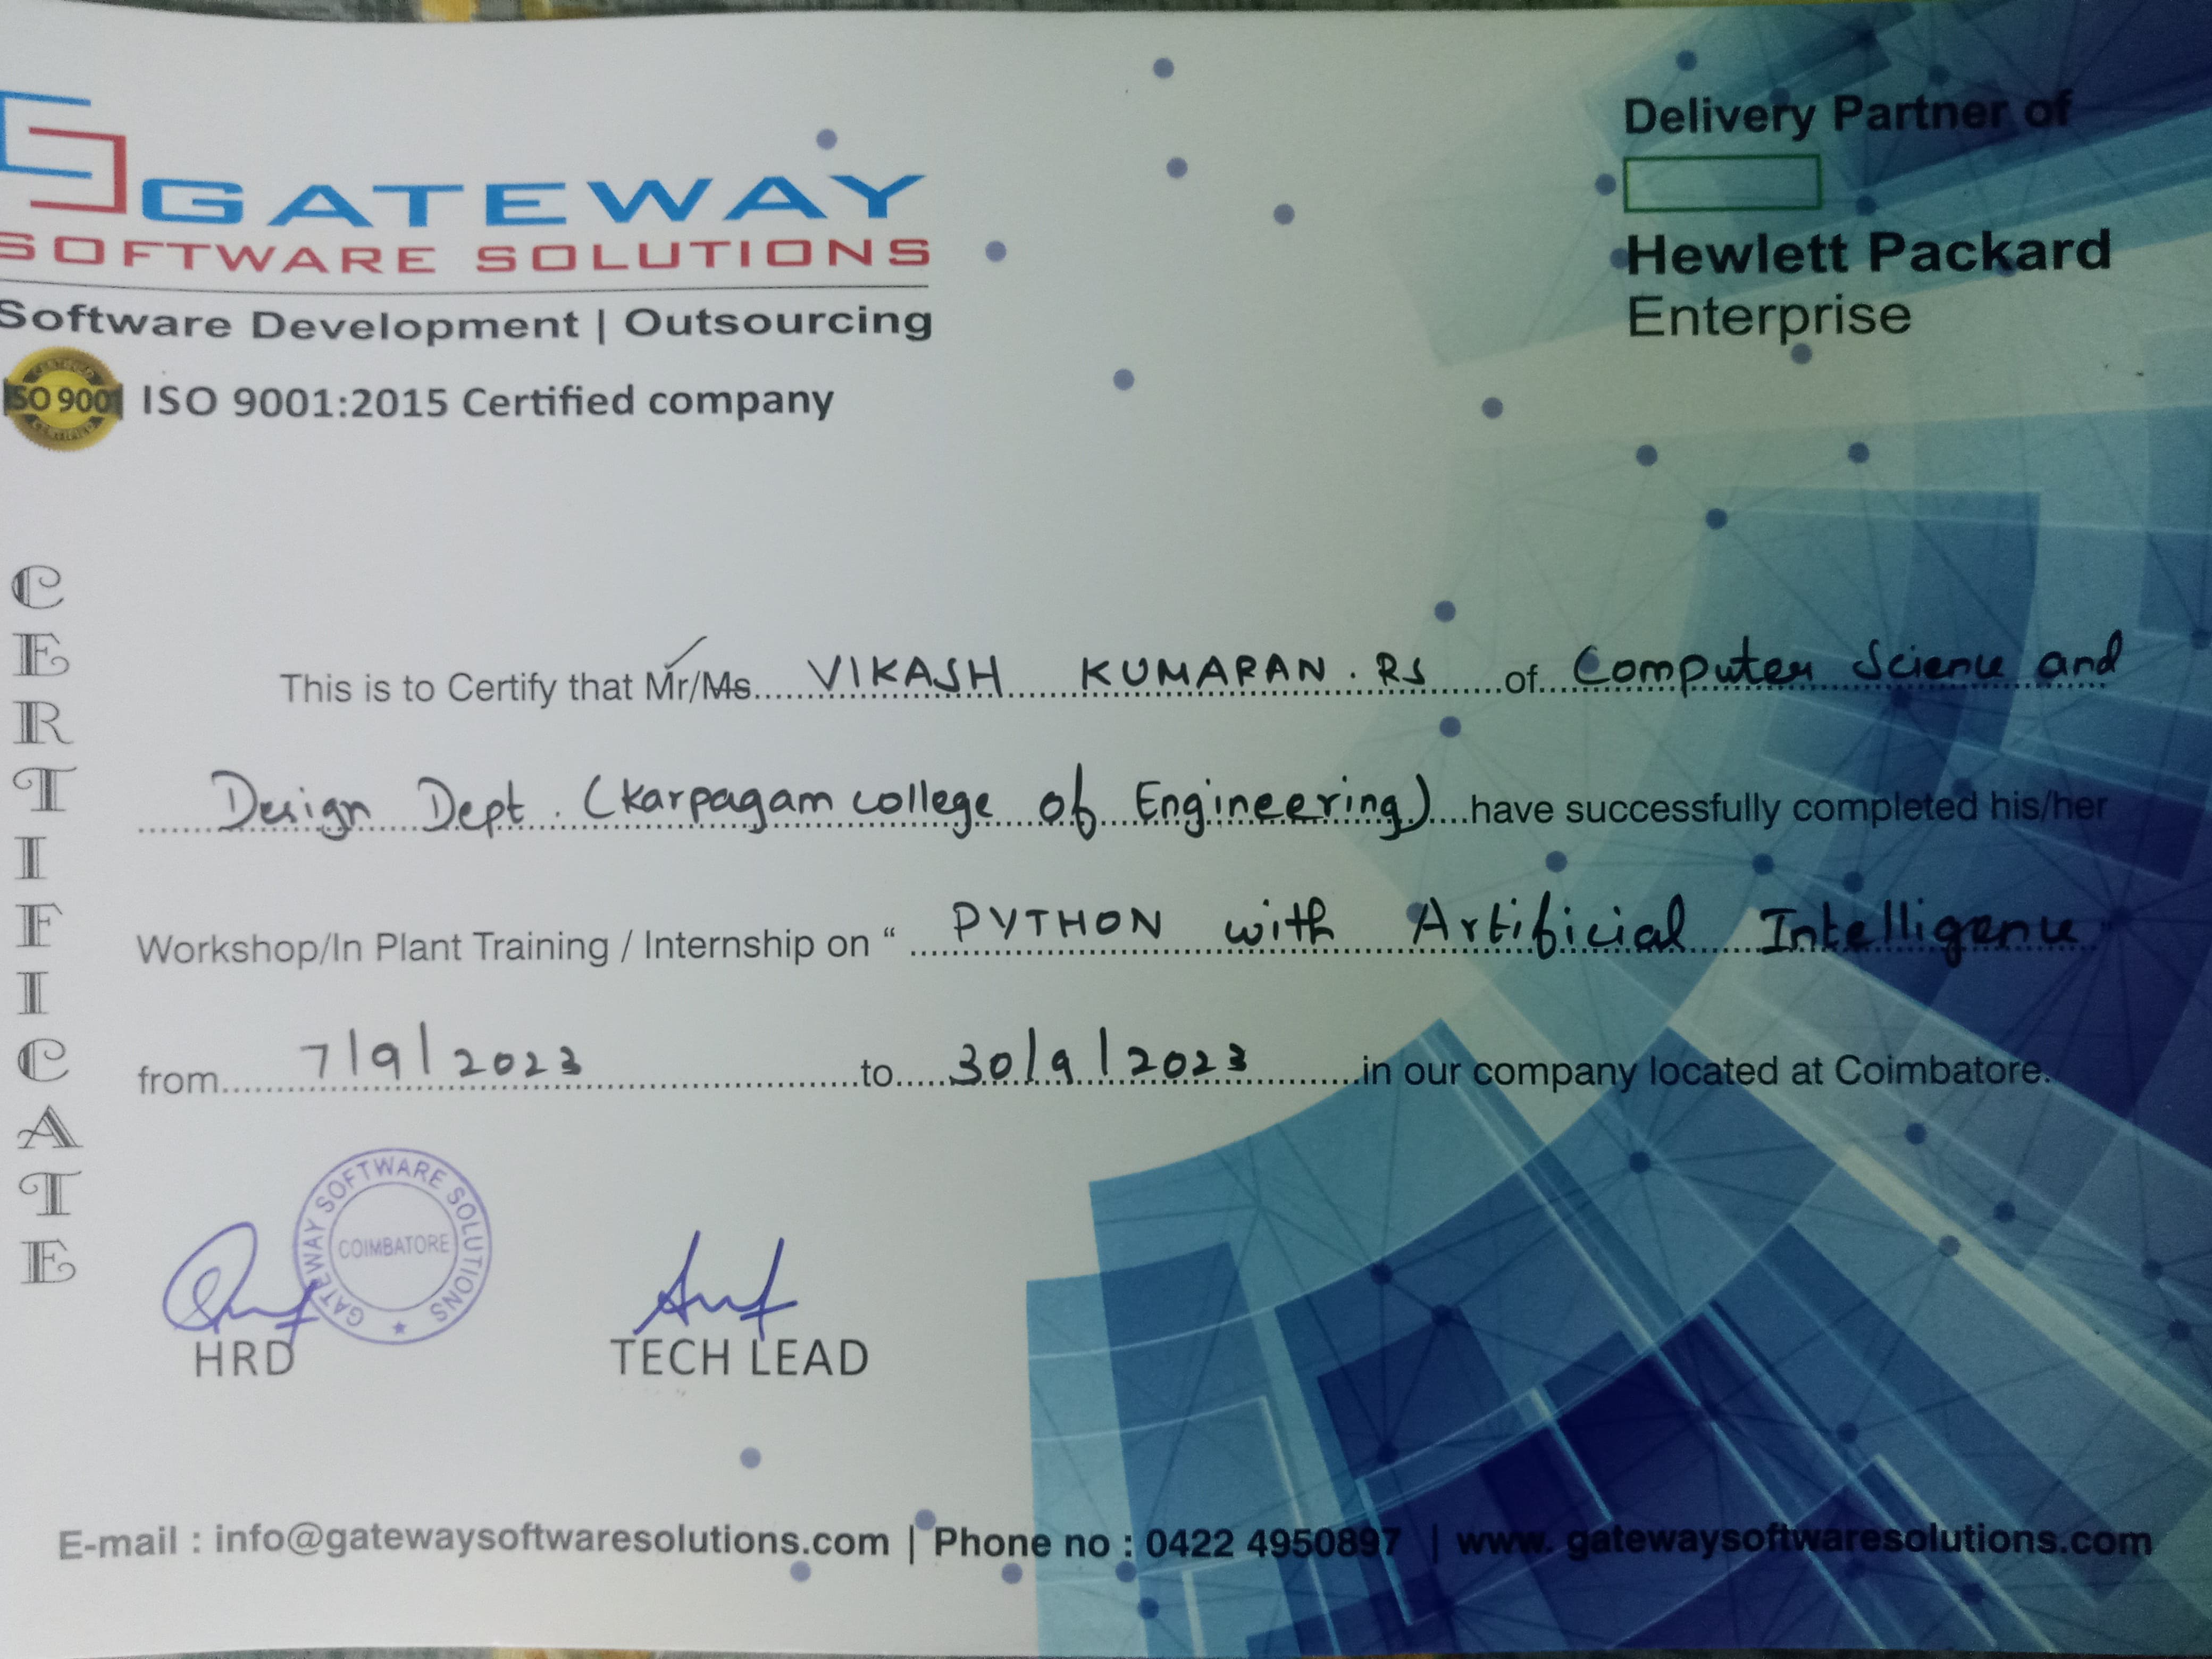 GATEWAY
SOFTWARE SOLUTIONS
Software Development | Outsourcing
ISO 9001 ISO 9001:2015 Certified company
Delivery Partner of
Hewlett Packard
Enterprise
CERTIFICATE
This is to Certify that Mr/Ms..... VIKASH KUMARAN . RS ......of.... Computer Science and
Design Dept. (Karpagam college of Engineering)....have successfully completed his/her
Workshop/In Plant Training / Internship on “ PYTHON with Artificial Intelligence
from 7/9/2023 to 30/9/2023 in our company located at Coimbatore.
GATEWAY SOFTWARE SOLUTIONS
COIMBATORE
HRD TECH LEAD
E-mail : info@gatewaysoftwaresolutions.com | Phone no : 0422 4950897 | www. gatewaysoftwaresolutions.com